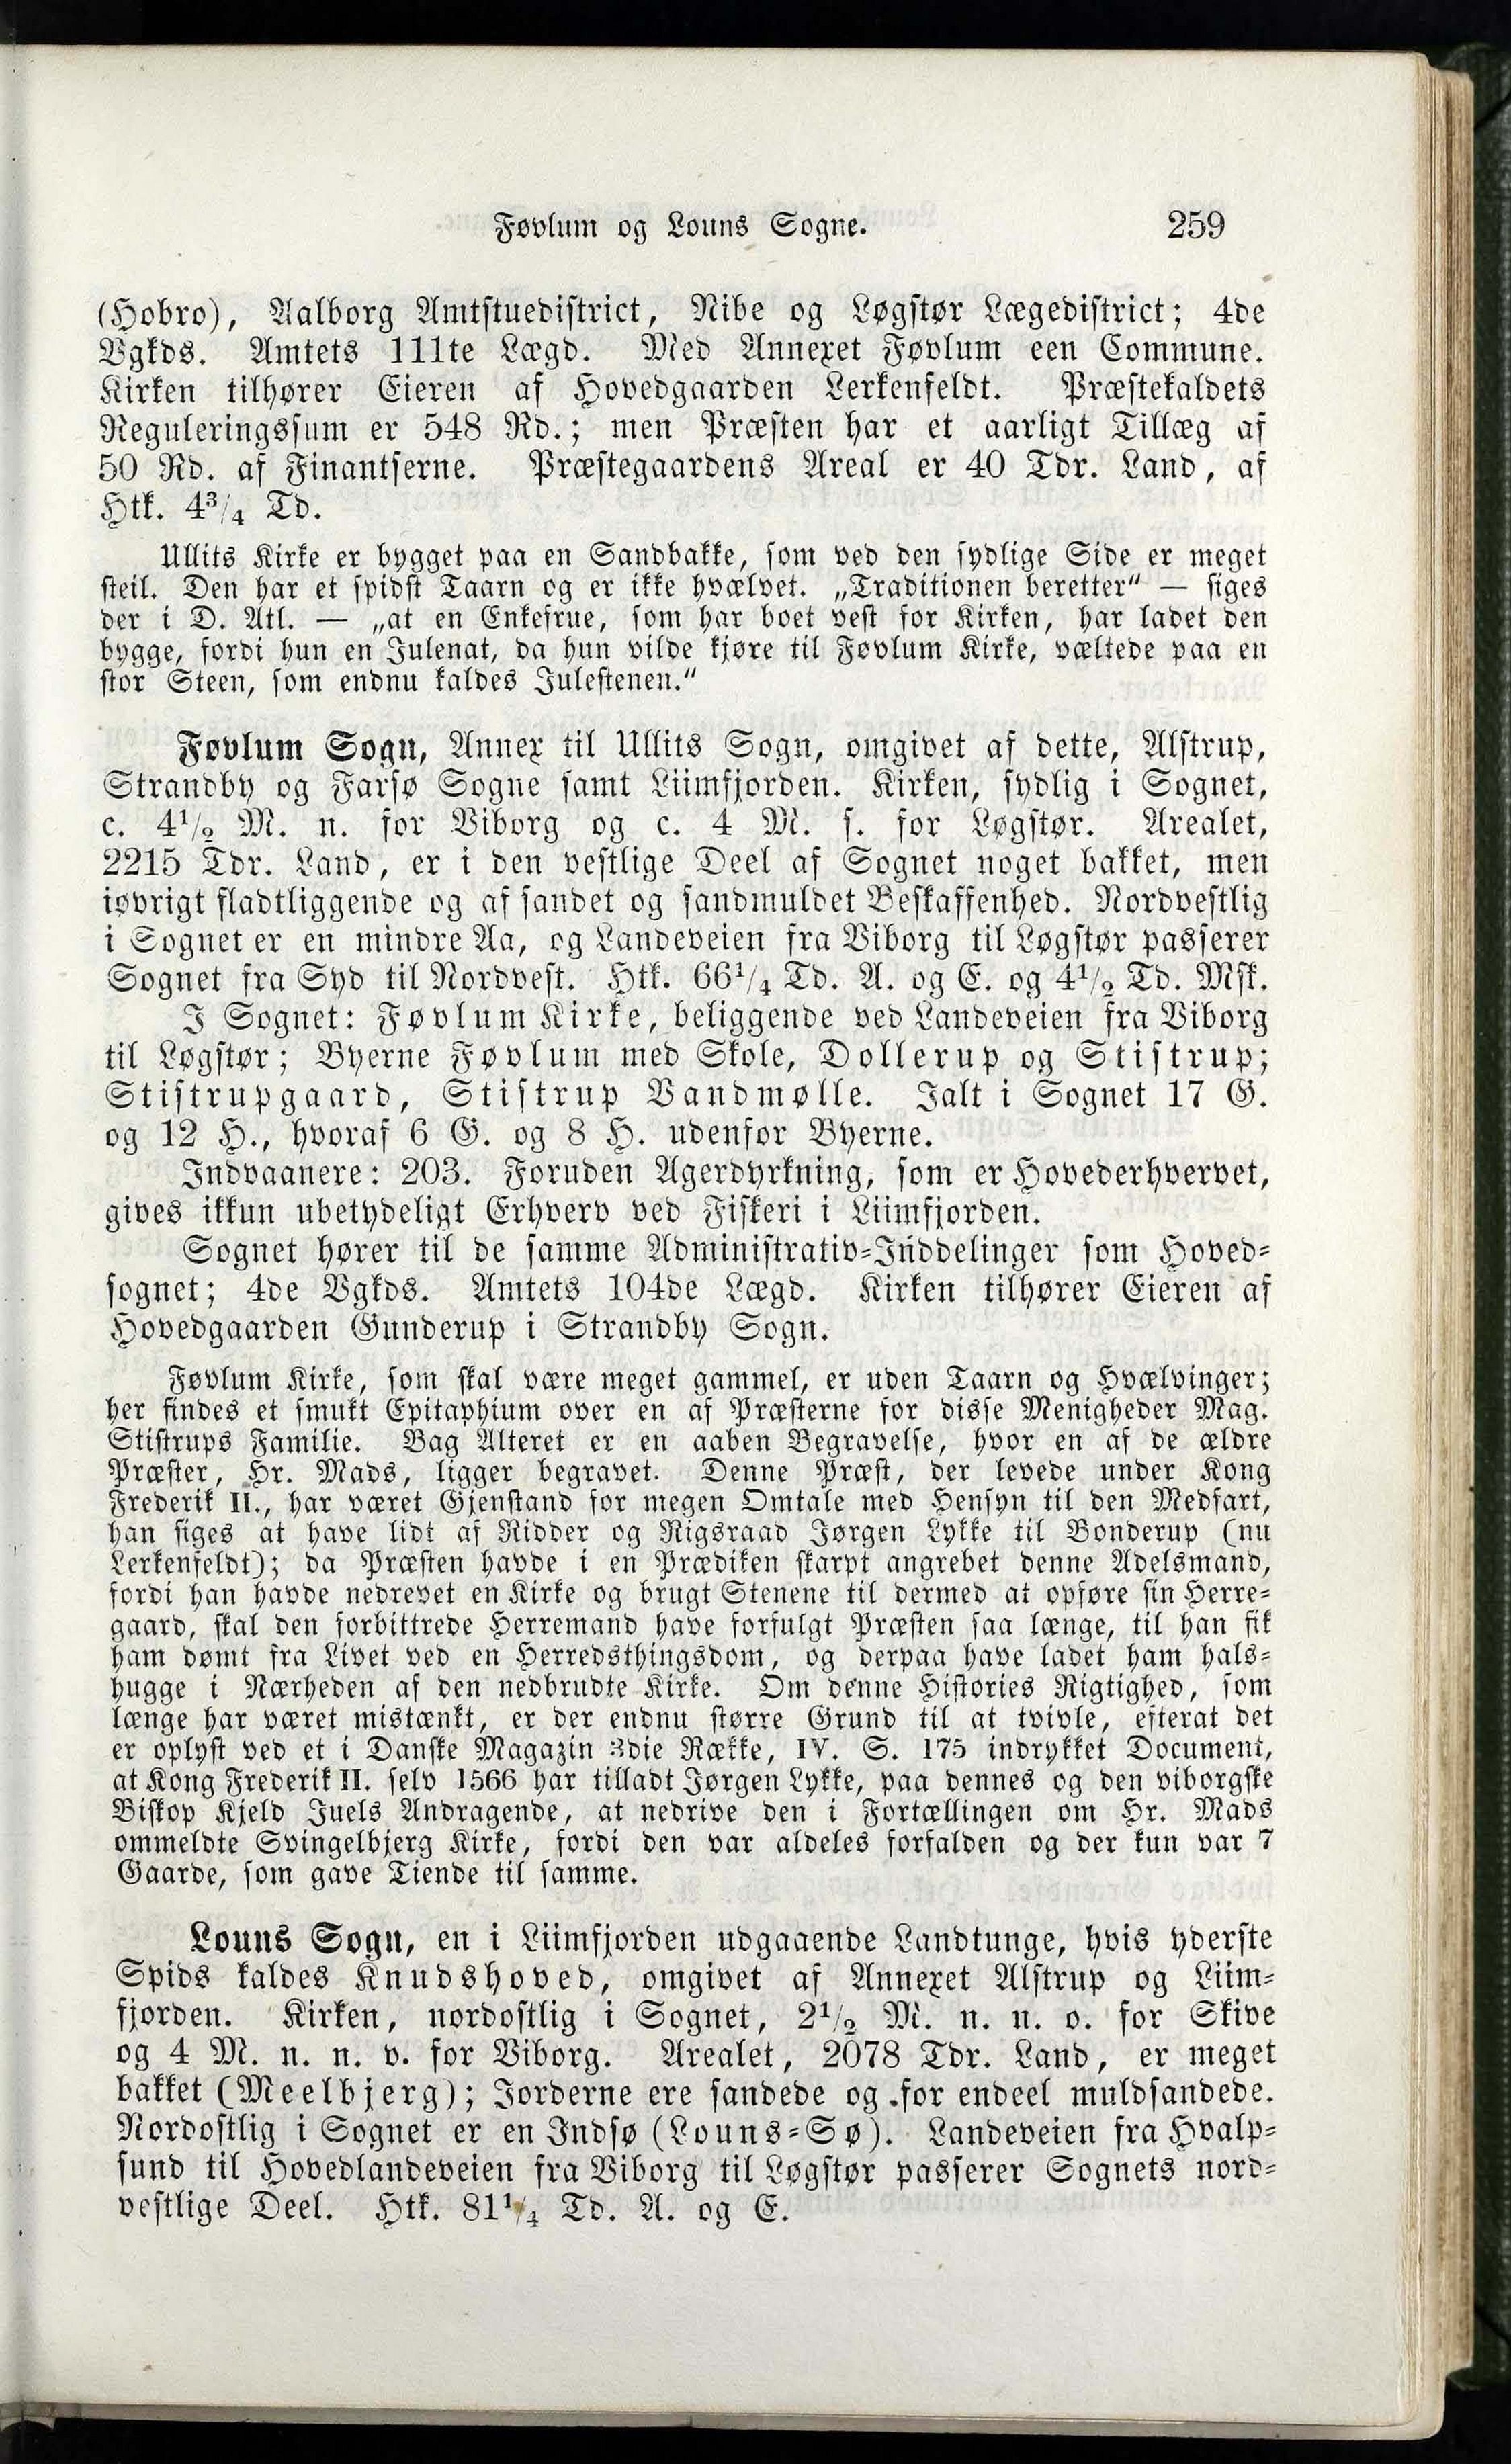 Føvlum og Louns Sogne. 259
(Hobro), Aalborg Amtstuedistrict, Nibe og Løgstør Lægedistrict; 4de
Vgkds. Amtets 111te Lægd. Med Annexet Føvlum een Commune.
Kirken tilhører Eieren af Hovedgaarden Lerkenfeldt. Præstekaldets
Reguleringssum er 548 Rd.; men Præsten har et aarligt Tillæg af
50 Rd. af Finantserne. Præstegaardens Areal er 40 Tdr. Land, af
Htk. 4³/₄ Td.
Ullits Kirke er bygget paa en Sandbakke, som ved den sydlige Side er meget
steil. Den har et spidst Taarn og er ikke hvælvet. „Traditionen beretter“ — siges
der i D. Atl. — „at en Enkefrue, som har boet vest for Kirken, har ladet den
bygge, fordi hun en Julenat, da hun vilde kjøre til Føvlum Kirke, væltede paa en
stor Steen, som endnu kaldes Julestenen.“
Føvlum Sogn, Annex til Ullits Sogn, omgivet af dette, Alstrup,
Strandby og Farsø Sogne samt Liimfjorden. Kirken, sydlig i Sognet,
c. 4¹/₂ M. n. for Viborg og c. 4 M. s. for Løgstør. Arealet,
2215 Tdr. Land, er i den vestlige Deel af Sognet noget bakket, men
iøvrigt fladtliggende og af sandet og sandmuldet Beskaffenhed. Nordvestlig
i Sognet er en mindre Aa, og Landeveien fra Viborg til Løgstør passerer
Sognet fra Syd til Nordvest. Htk. 66¹/₄ Td. A. og E. og 4¹/₂ Td. Msk.
I Sognet: Føvlum Kirke, beliggende ved Landeveien fra Viborg
til Løgstør; Byerne Føvlum med Skole, Dollerup og Stistrup;
Stistrupgaard, Stistrup Vandmølle. Ialt i Sognet 17 G.
og 12 H., hvoraf 6 G. og 8 H. udenfor Byerne.
Indvaanere: 203. Foruden Agerdyrkning, som er Hovederhvervet,
gives ikkun ubetydeligt Erhverv ved Fiskeri i Liimfjorden.
Sognet hører til de samme Administrativ-Inddelinger som Hoved-
sognet; 4de Vgkds. Amtets 104de Lægd. Kirken tilhører Eieren af
Hovedgaarden Gunderup i Strandby Sogn.
Føvlum Kirke, som skal være meget gammel, er uden Taarn og Hvælvinger;
her findes et smukt Epitaphium over en af Præsterne for disse Menigheder Mag.
Stistrups Familie. Bag Alteret er en aaben Begravelse, hvor en af de ældre
Præster, Hr. Mads, ligger begravet. Denne Præst, der levede under Kong
Frederik II., har været Gjenstand for megen Omtale med Hensyn til den Medfart,
han siges at have lidt af Ridder og Rigsraad Jørgen Lykke til Bonderup (nu
Lerkenfeldt); da Præsten havde i en Prædiken skarpt angrebet denne Adelsmand,
fordi han havde nedrevet en Kirke og brugt Stenene til dermed at opføre sin Herre-
gaard, skal den forbittrede Herremand have forfulgt Præsten saa længe, til han fik
ham dømt fra Livet ved en Herredsthingsdom, og derpaa have ladet ham hals-
hugge i Nærheden af den nedbrudte Kirke. Om denne Histories Rigtighed, som
længe har været mistænkt, er der endnu større Grund til at tvivle, efterat det
er oplyst ved et i Danske Magazin 3die Række, IV. S. 175 indrykket Document,
at Kong Frederik II. selv 1566 har tilladt Jørgen Lykke, paa dennes og den viborgske
Biskop Kjeld Juels Andragende, at nedrive den i Fortællingen om Hr. Mads
ommeldte Svingelbjerg Kirke, fordi den var aldeles forfalden og der kun var 7
Gaarde, som gave Tiende til samme.
Louns Sogn, en i Liimfjorden udgaaende Landtunge, hvis yderste
Spids kaldes Knudshoved, omgivet af Annexet Alstrup og Liim-
fjorden. Kirken, nordostlig i Sognet, 2¹/₂ M. n. n. o. for Skive
og 4 M. n. n. v. for Viborg. Arealet, 2078 Tdr. Land, er meget
bakket (Meelbjerg); Jorderne ere sandede og for endeel muldsandede.
Nordostlig i Sognet er en Indsø (Louns-Sø). Landeveien fra Hvalp-
sund til Hovedlandeveien fra Viborg til Løgstør passerer Sognets nord-
vestlige Deel. Htk. 81¹/₄ Td. A. og E.